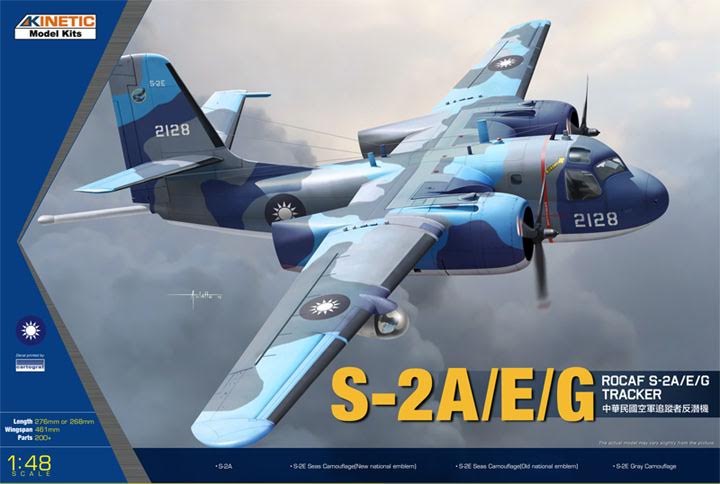 KINETIC
Model Kits
S-2E
2128
2128
Decal printed by
cartograf
S-2A/E/G
ROCAF S-2A/E/G
TRACKER
中華民國空軍追蹤者反潛機
Length 276mm or 268mm
Wingspan 461mm
Parts 200+
The actual model may vary slightly from the picture.
1:48
SCALE
• S-2A
• S-2E Seas Camouflage(New national emblem)
• S-2E Seas Camouflage(Old national emblem)
• S-2E Gray Camouflage